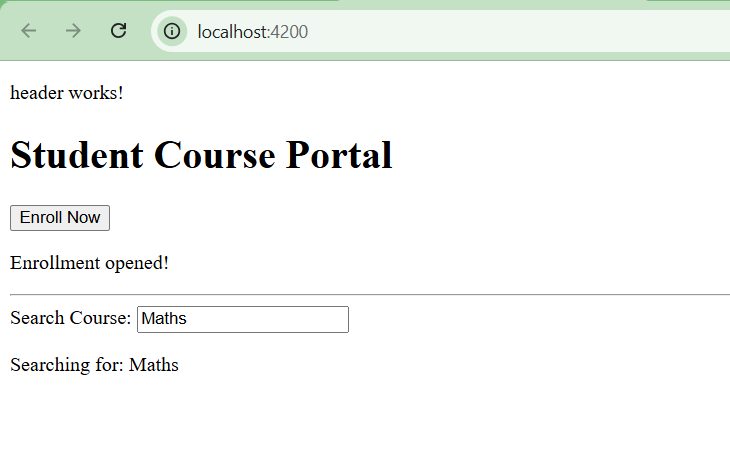 localhost:4200
header works!
Student Course Portal
Enroll Now
Enrollment opened!
Search Course: Maths
Searching for: Maths